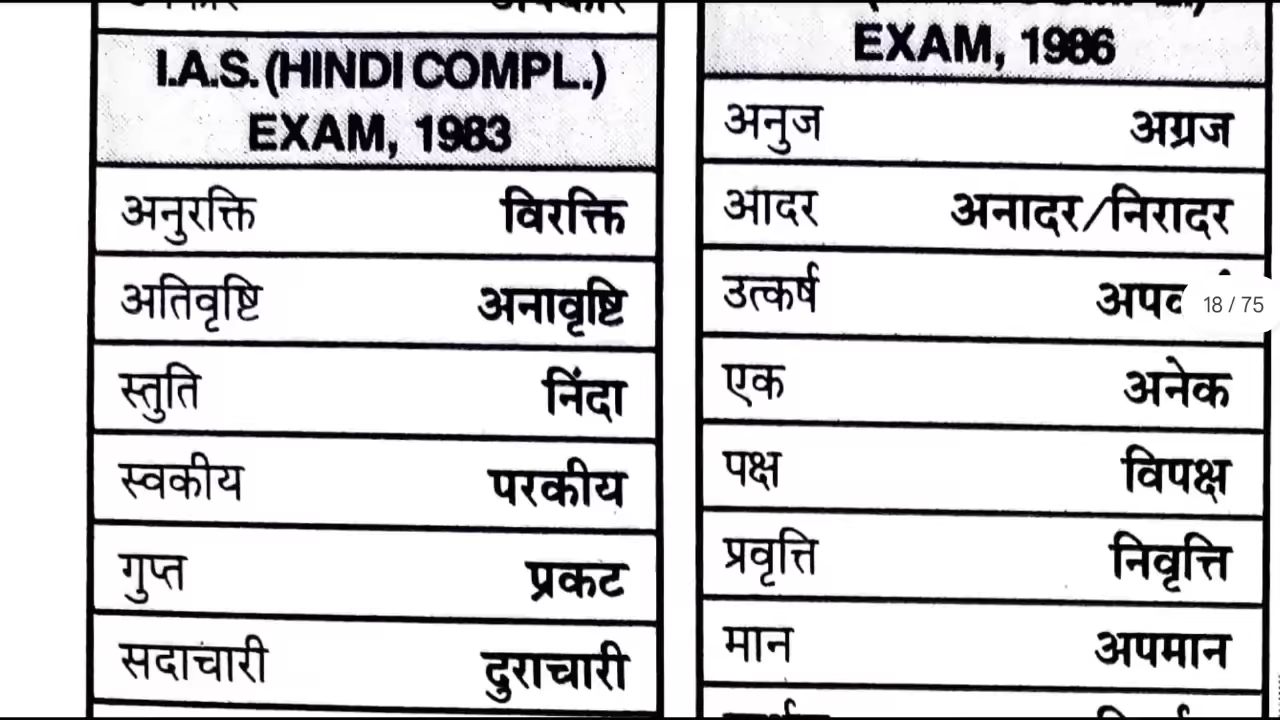 I.A.S. (HINDI COMPL.)
EXAM, 1983
अनुरक्ति विरक्ति
अतिवृष्टि अनावृष्टि
स्तुति निंदा
स्वकीय परकीय
गुप्त प्रकट
सदाचारी दुराचारी
EXAM, 1986
अनुज अग्रज
आदर अनादर/निरादर
उत्कर्ष
18 / 75
एक अनेक
पक्ष विपक्ष
प्रवृत्ति निवृत्ति
मान अपमान